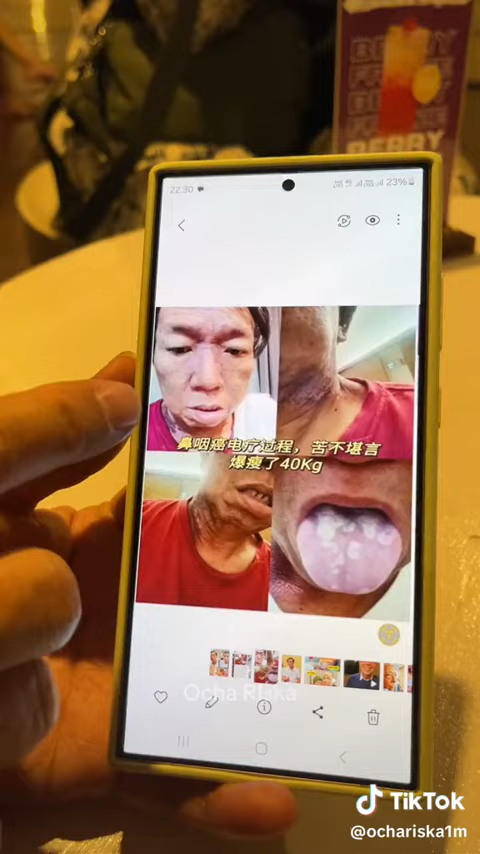 BERRY
22.30
23%
鼻咽癌电疗过程，苦不堪言
爆瘦了40Kg
Ocha Riska
TikTok
@ochariska1m